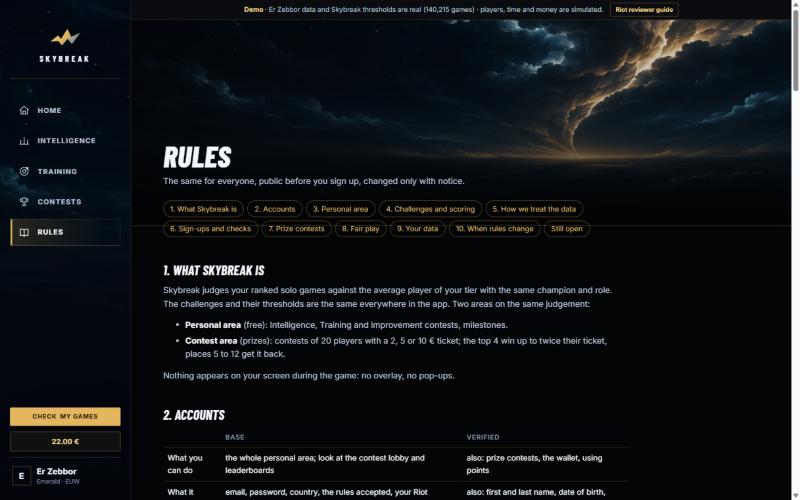 Demo · Er Zebbor data and Skybreak thresholds are real (140,215 games) · players, time and money are simulated. Riot reviewer guide
SKYBREAK
HOME
INTELLIGENCE
TRAINING
CONTESTS
RULES
CHECK MY GAMES
22.00 €
E
Er Zebbor
Emerald · EUW
RULES
The same for everyone, public before you sign up, changed only with notice.
1. What Skybreak is 2. Accounts 3. Personal area 4. Challenges and scoring 5. How we treat the data
6. Sign-ups and checks 7. Prize contests 8. Fair play 9. Your data 10. When rules change Still open
1. WHAT SKYBREAK IS
Skybreak judges your ranked solo games against the average player of your tier with the same champion and role.
The challenges and their thresholds are the same everywhere in the app. Two areas on the same judgement:
• Personal area (free): Intelligence, Training and improvement contests, milestones.
• Contest area (prizes): contests of 20 players with a 2, 5 or 10 € ticket; the top 4 win up to twice their ticket,
places 5 to 12 get it back.
Nothing appears on your screen during the game: no overlay, no pop-ups.
2. ACCOUNTS
BASE VERIFIED
What you the whole personal area; look at the contest lobby and also: prize contests, the wallet, using
can do leaderboards points
What it email, password, country, the rules accepted, your Riot also: first and last name, date of birth,